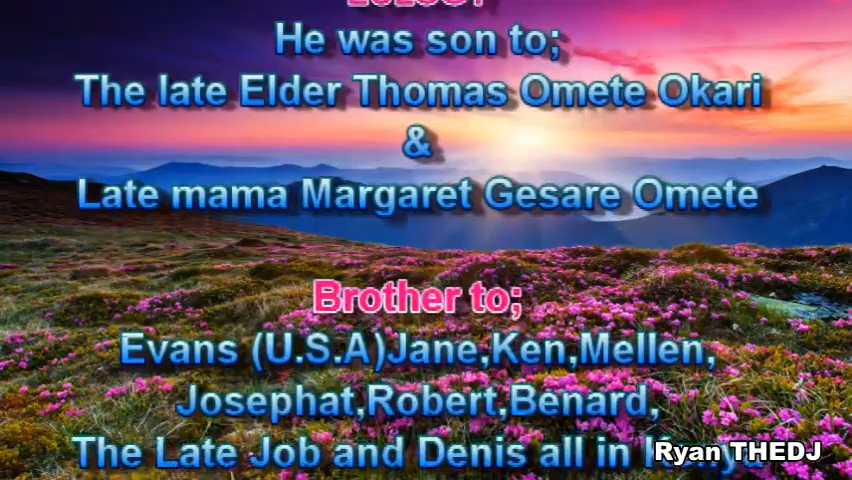 He was son to;
The late Elder Thomas Omete Okari
&
Late mama Margaret Gesare Omete
Brother to;
Evans (U.S.A)Jane,Ken,Mellen,
Josephat,Robert,Benard,
The Late Job and Denis all in
Ryan THEDJ